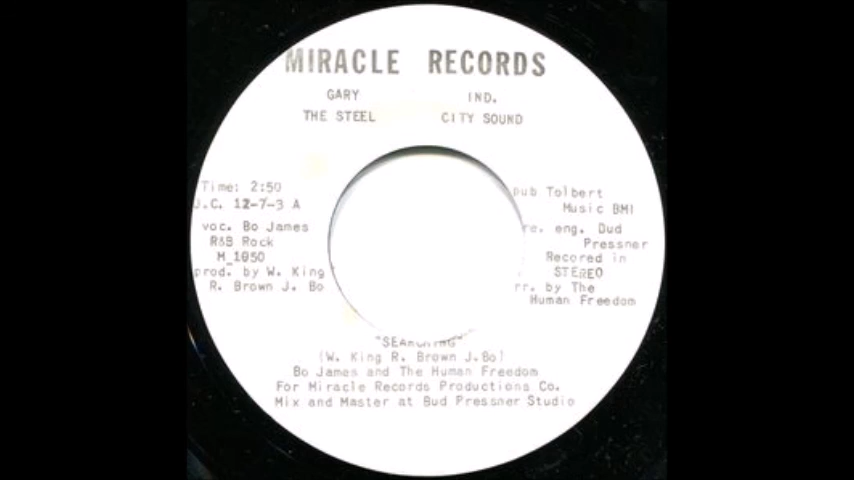 MIRACLE RECORDS
GARY IND.
THE STEEL CITY SOUND
Time: 2:50
J.C. 12-7-3 A
voc. Bo James
R&B Rock
M_1050
prod. by W. King
R. Brown J. Bo
pub Tolbert
Music BMI
re. eng. Dud
Pressner
Recored in
STEREO
rr. by The
Human Freedom
"SEARCHING"
(W. King R. Brown J.Bo)
Bo James and The Human Freedom
For Miracle Records Productions Co.
Mix and Master at Bud Pressner Studio